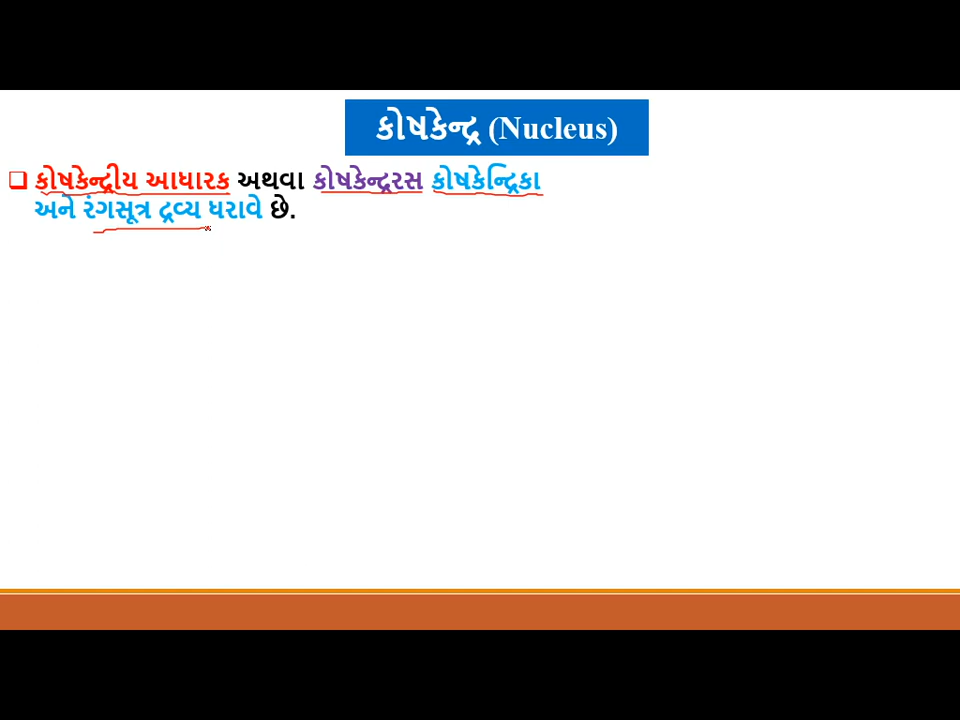 કોષકેન્દ્ર (Nucleus)
કોષકેન્દ્રીય આધારક અથવા કોષકેન્દ્રરસ કોષકેન્દ્રિકા
અને રંગસૂત્ર દ્રવ્ય ધરાવે છે.